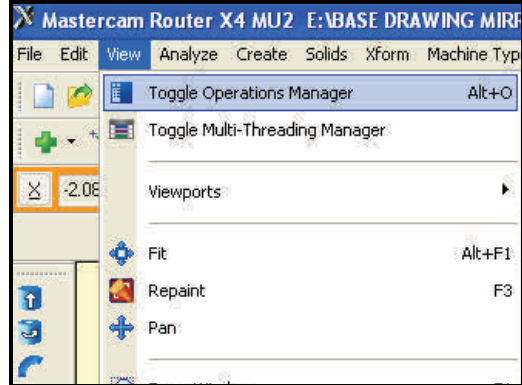 Mastercam Router X4 MU2 E:\BASE DRAWING MIRR
File Edit View Analyze Create Solids Xform Machine Typ
Toggle Operations Manager Alt+O
Toggle Multi-Threading Manager
X -2.08
Viewports
Fit Alt+F1
Repaint F3
Pan